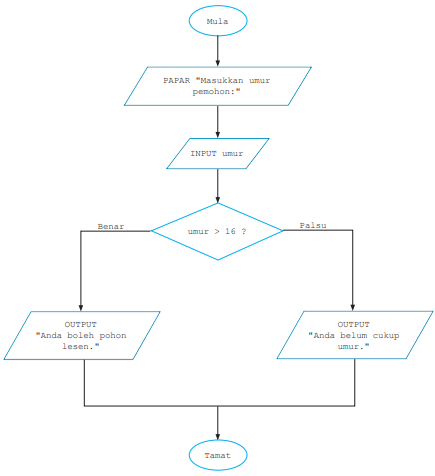 Mula
PAPAR "Masukkan umur
pemohon:"
INPUT umur
umur > 16 ?
Benar
Palsu
OUTPUT
"Anda boleh pohon
lesen."
OUTPUT
"Anda belum cukup
umur."
Tamat